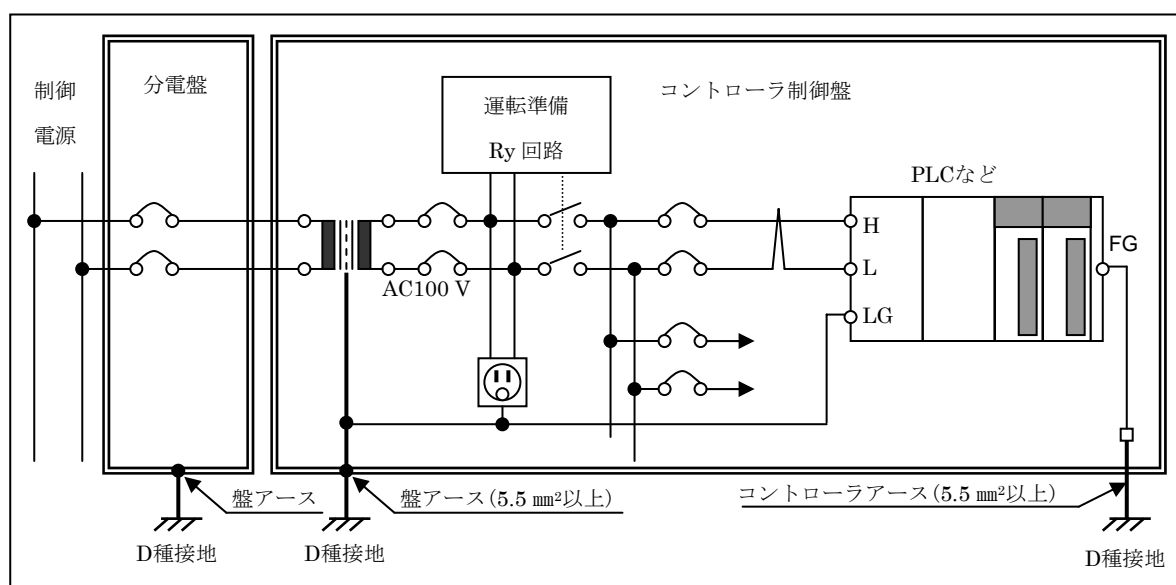 制御
電源
分電盤
コントローラ制御盤
運転準備
Ry 回路
PLCなど
H
FG
L
AC100 V
LG
盤アース
盤アース(5.5 ㎟以上)
コントローラアース(5.5 ㎟以上)
D種接地
D種接地
D種接地